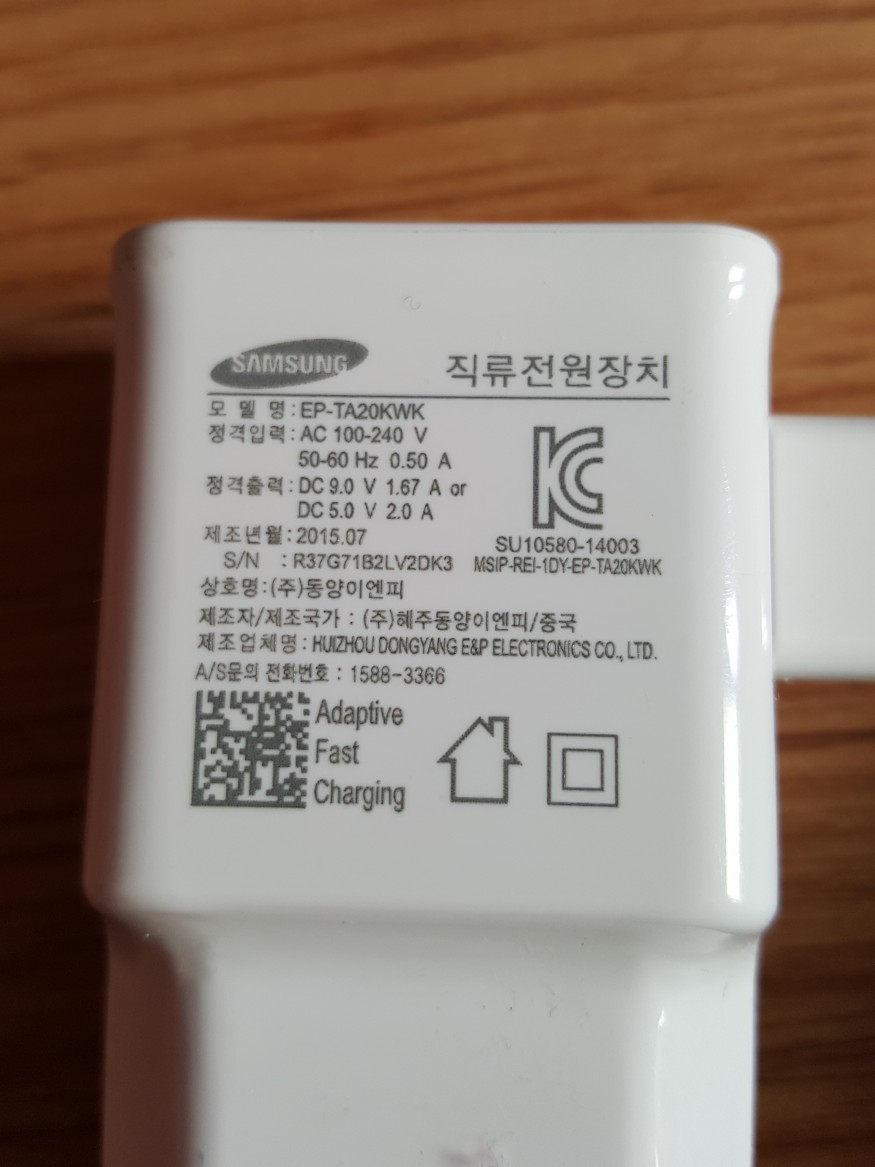 SAMSUNG 직류전원장치
모 델 명 : EP-TA20KWK
정격입력 : AC 100-240 V
50-60 Hz 0.50 A
정격출력 : DC 9.0 V 1.67 A or
DC 5.0 V 2.0 A
제조년월 : 2015.07
S/N : R37G71B2LV2DK3
SU10580-14003
MSIP-REI-1DY-EP-TA20KWK
상호명 : (주)동양이엔피
제조자/제조국가 : (주)혜주동양이엔피/중국
제조업체명 : HUIZHOU DONGYANG E&P ELECTRONICS CO., LTD.
A/S문의 전화번호 : 1588-3366
Adaptive
Fast
Charging